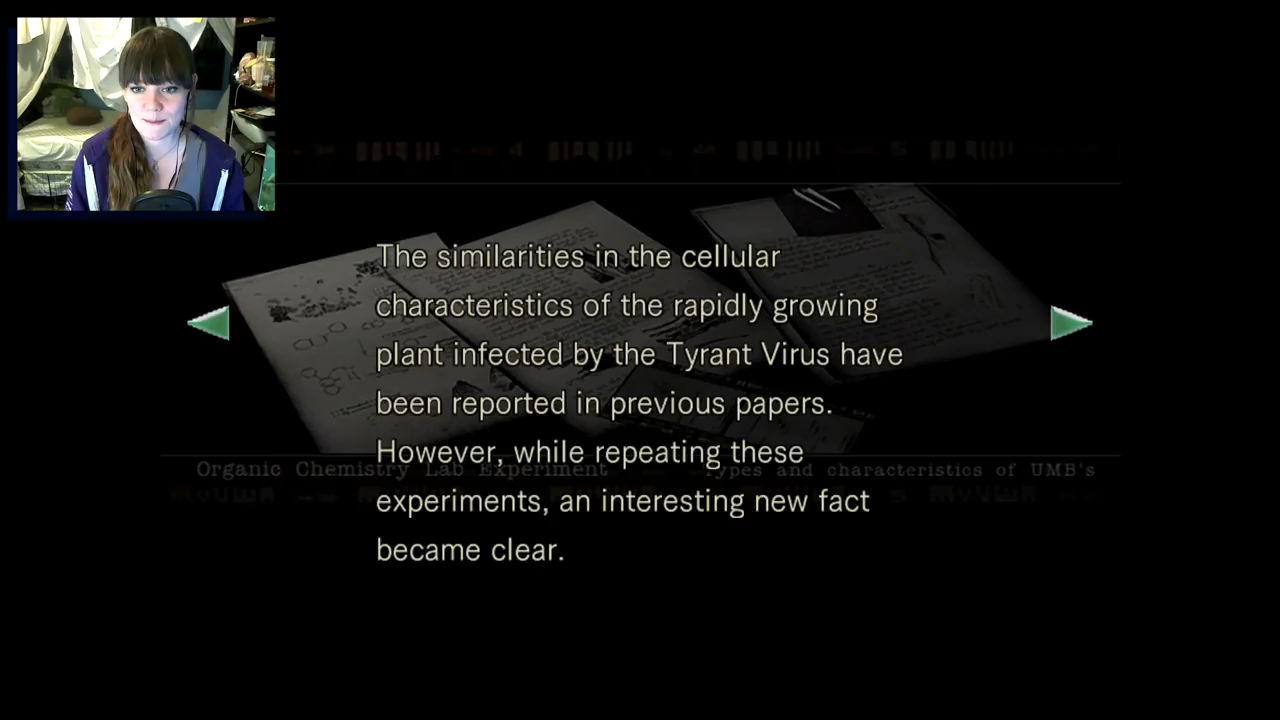 The similarities in the cellular
characteristics of the rapidly growing
plant infected by the Tyrant Virus have
been reported in previous papers.
However, while repeating these
experiments, an interesting new fact
became clear.
Organic Chemistry Lab Experiment
Types and characteristics of UMB's